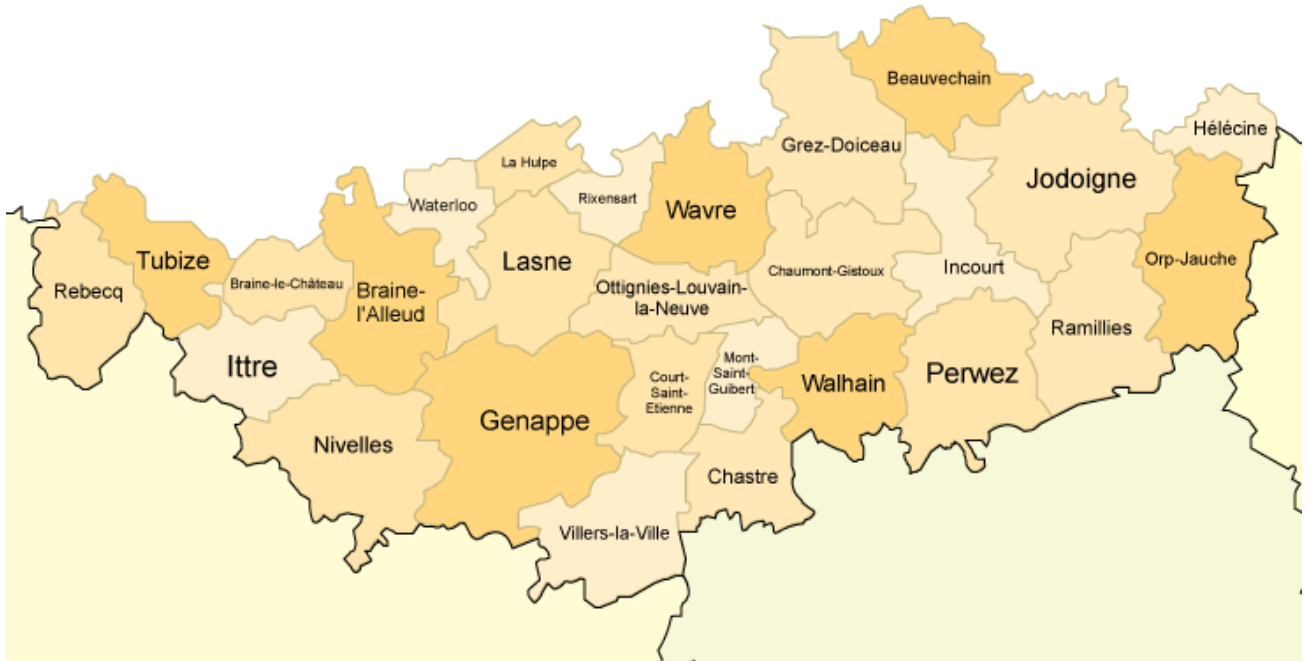 Beauvechain
Hélécine
Grez-Doiceau
La Hulpe
Jodoigne
Rixensart
Waterloo
Wavre
Tubize
Lasne
Orp-Jauche
Incourt
Chaumont-Gistoux
Braine-le-Château
Rebecq
Braine-
l'Alleud
Ottignies-Louvain-
la-Neuve
Ramillies
Ittre
Mont-
Saint-
Guibert
Walhain
Perwez
Court-
Saint-
Etienne
Genappe
Nivelles
Chastre
Villers-la-Ville